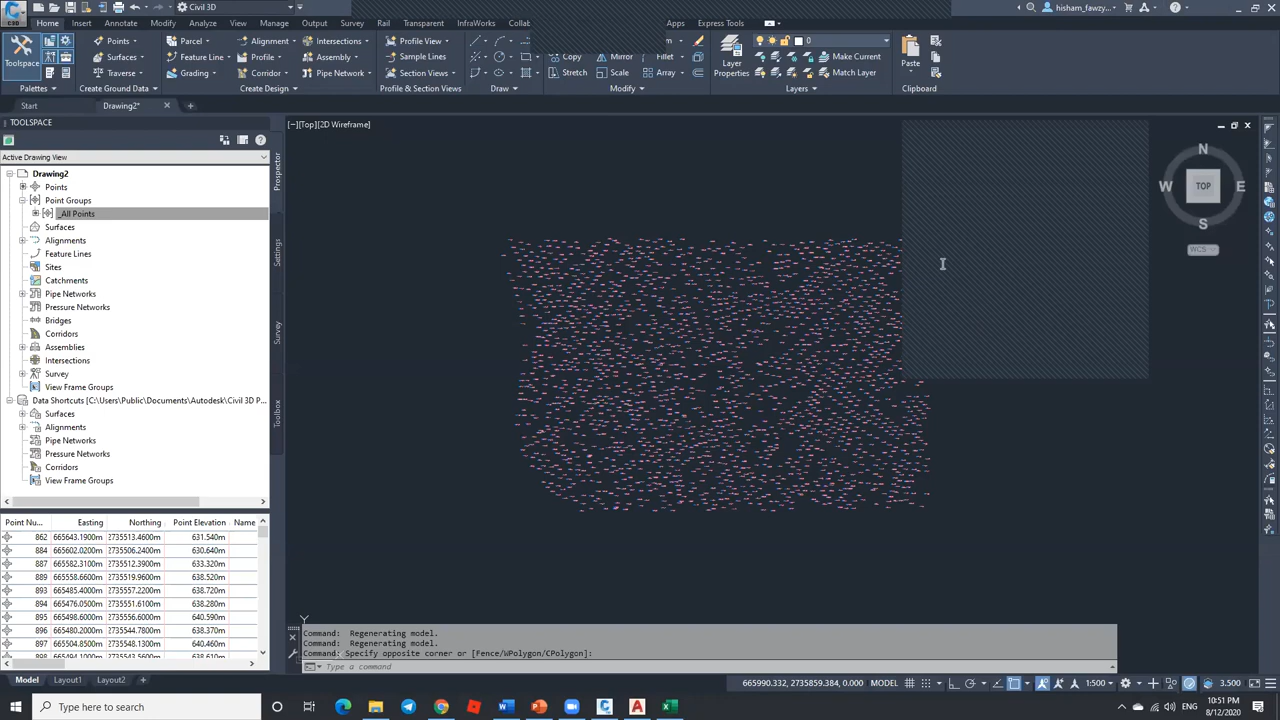 C3D Civil 3D hisham_fawzy...
Home Insert Annotate Modify Analyze View Manage Output Survey Rail Transparent InfraWorks Collab Apps Express Tools
Toolspace
Points Parcel Alignment Intersections Profile View Copy Mirror 0 Make Current
Surfaces Feature Line Profile Assembly Sample Lines Stretch Scale Array Match Layer
Traverse Grading Corridor Pipe Network Section Views Layer Properties Paste
Palettes Create Ground Data Create Design Profile & Section Views Draw Modify Layers Clipboard
Start Drawing2*
TOOLSPACE
Active Drawing View
Drawing2
Points
Point Groups
_All Points
Surfaces
Alignments
Feature Lines
Sites
Catchments
Pipe Networks
Pressure Networks
Bridges
Corridors
Assemblies
Intersections
Survey
View Frame Groups
Data Shortcuts [C:\Users\Public\Documents\Autodesk\Civil 3D P...
Surfaces
Alignments
Pipe Networks
Pressure Networks
Corridors
View Frame Groups
Prospector
Settings
Survey
Toolbox
Point Nu... Easting Northing Point Elevation Name
862 665643.1900m 2735513.4600m 631.540m
884 665602.0200m 2735506.2400m 630.640m
887 665582.3100m 2735512.3900m 633.320m
889 665558.6600m 2735519.9600m 638.520m
893 665485.4000m 2735557.2200m 638.720m
894 665476.0500m 2735551.6100m 638.280m
895 665498.6000m 2735556.6000m 640.590m
896 665480.2000m 2735544.7800m 638.370m
897 665504.8500m 2735548.1300m 640.460m
[−][Top][2D Wireframe]
N
W TOP E
S
WCS
Y
Command: Regenerating model.
Command: Regenerating model.
Command: Specify opposite corner or [Fence/WPolygon/CPolygon]:
Type a command
Model Layout1 Layout2 +
665990.332, 2735859.384, 0.000 MODEL 1:500 3.500
Type here to search
10:51 PM
8/12/2020